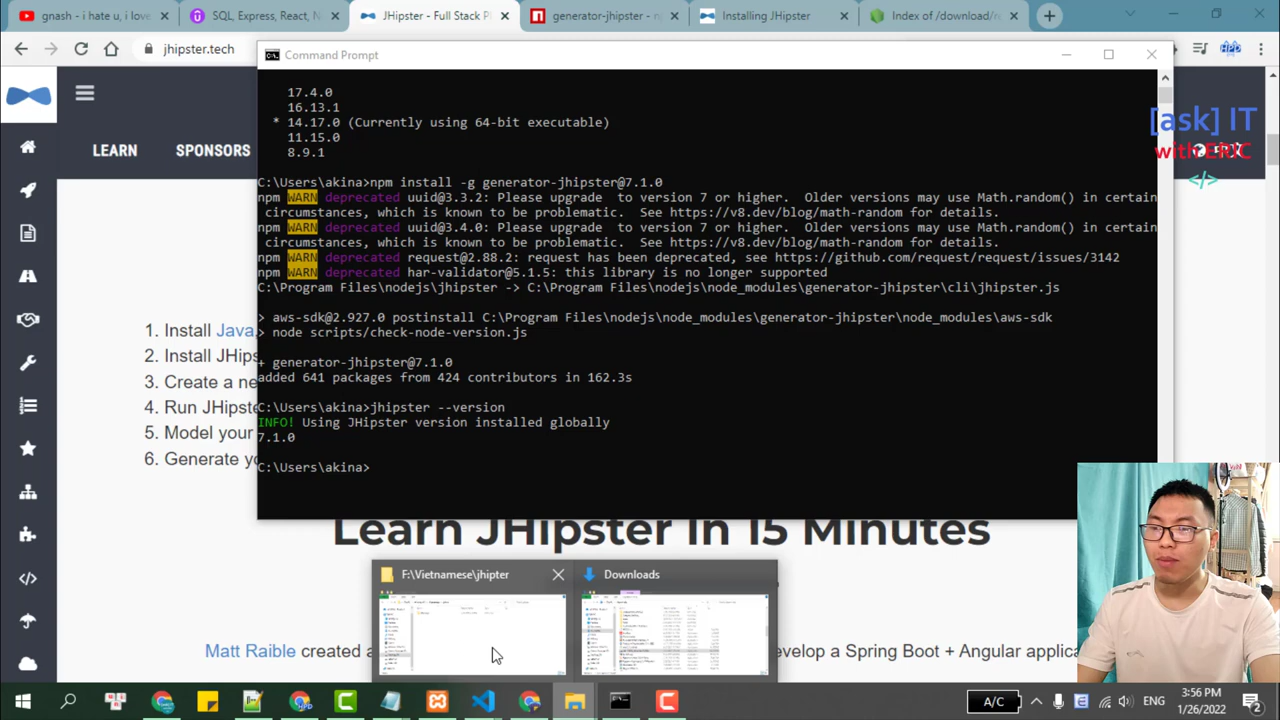 gnash - i hate u, i lov
SQL, Express, React, N
JHipster - Full Stack Pl
generator-jhipster - np
Installing JHipster
Index of /download/re
jhipster.tech
LEARN
SPONSORS
Command Prompt
17.4.0
16.13.1
* 14.17.0 (Currently using 64-bit executable)
11.15.0
8.9.1
C:\Users\akina>npm install -g generator-jhipster@7.1.0
npm WARN deprecated uuid@3.3.2: Please upgrade  to version 7 or higher.  Older versions may use Math.random() in certain
 circumstances, which is known to be problematic.  See https://v8.dev/blog/math-random for details.
npm WARN deprecated uuid@3.4.0: Please upgrade  to version 7 or higher.  Older versions may use Math.random() in certain
 circumstances, which is known to be problematic.  See https://v8.dev/blog/math-random for details.
npm WARN deprecated request@2.88.2: request has been deprecated, see https://github.com/request/request/issues/3142
npm WARN deprecated har-validator@5.1.5: this library is no longer supported
C:\Program Files\nodejs\jhipster -> C:\Program Files\nodejs\node_modules\generator-jhipster\cli\jhipster.js
> aws-sdk@2.927.0 postinstall C:\Program Files\nodejs\node_modules\generator-jhipster\node_modules\aws-sdk
> node scripts/check-node-version.js
+ generator-jhipster@7.1.0
added 641 packages from 424 contributors in 162.3s
C:\Users\akina>jhipster --version
INFO! Using JHipster version installed globally
7.1.0
C:\Users\akina>
[ask] IT
with ERIC
</>
1. Install Java,
2. Install JHips
3. Create a ne
4. Run JHipste
5. Model your
6. Generate yo
Learn JHipster In 15 Minutes
F:\Vietnamese\jhipter
Downloads
Matt Raible created a
evelop a Spring Boot + Angular applica
A/C
ENG
3:56 PM
1/26/2022
2